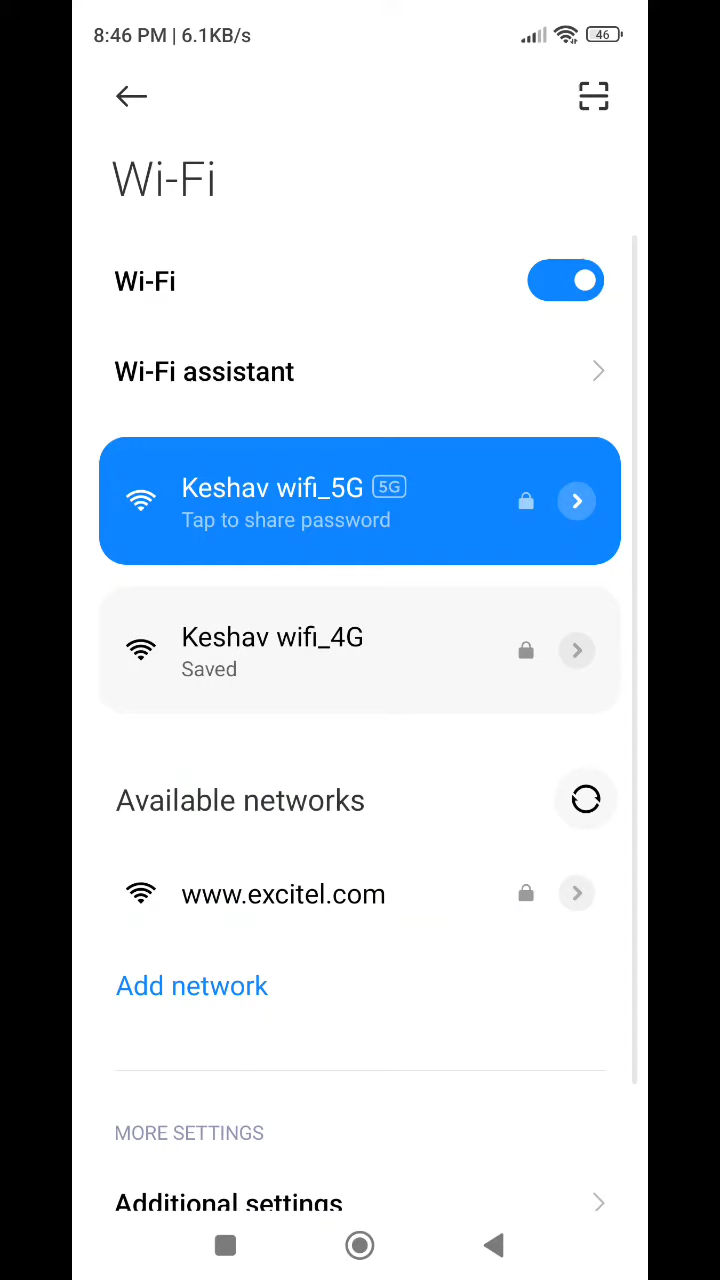 8:46 PM | 6.1KB/s 46
Wi-Fi
Wi-Fi
Wi-Fi assistant
Keshav wifi_5G 5G
Tap to share password
Keshav wifi_4G
Saved
Available networks
www.excitel.com
Add network
MORE SETTINGS
Additional settings